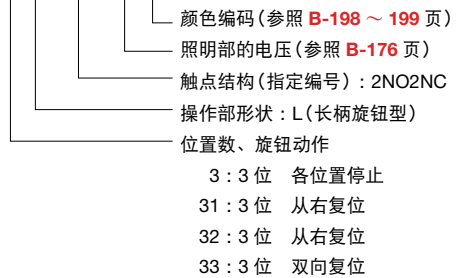 颜色编码(参照 B-198 ～ 199 页)
照明部的电压(参照 B-176 页)
触点结构(指定编号)：2NO2NC
操作部形状：L(长柄旋钮型)
位置数、旋钮动作
3：3 位 各位置停止
31：3 位 从右复位
32：3 位 从右复位
33：3 位 双向复位